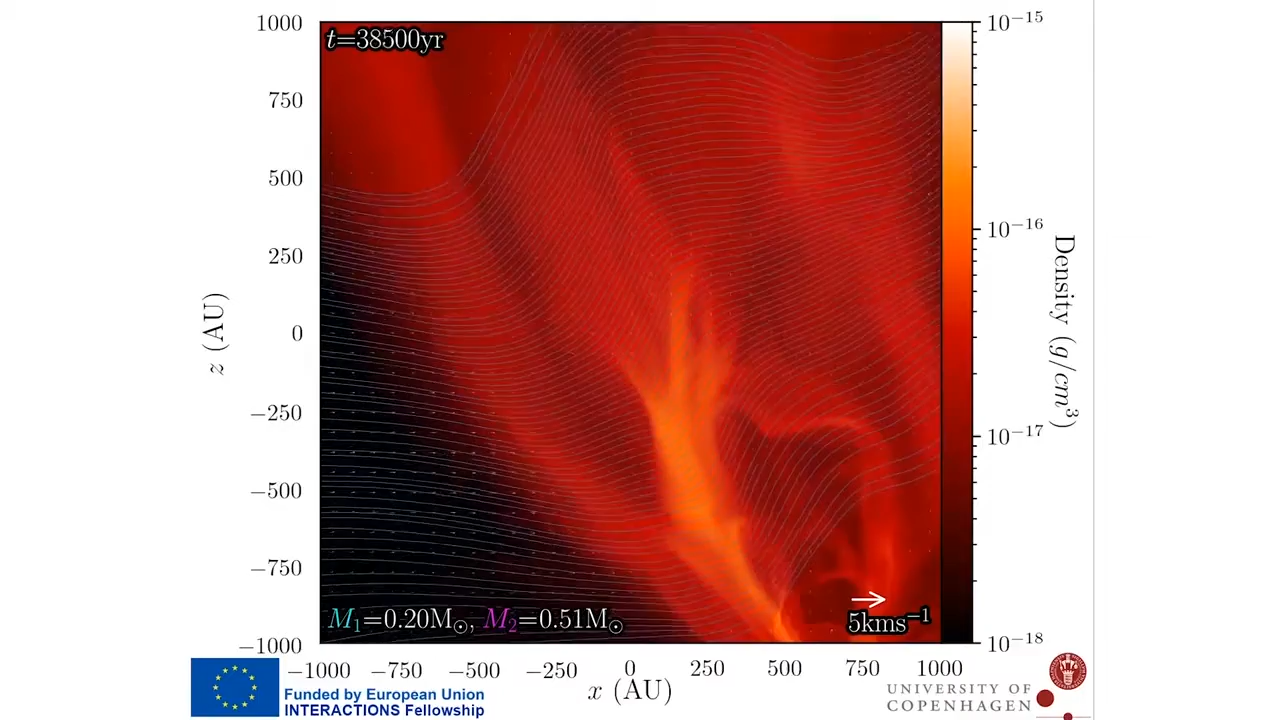 t=38500yr
1000
750
500
250
0
−250
−500
−750
−1000
z (AU)
M₁=0.20M⊙, M₂=0.51M⊙
5kms⁻¹
10⁻¹⁵
10⁻¹⁶
10⁻¹⁷
10⁻¹⁸
Density (g/cm³)
−1000 −750 −500 −250 0 250 500 750 1000
x (AU)
Funded by European Union
INTERACTIONS Fellowship
UNIVERSITY OF
COPENHAGEN